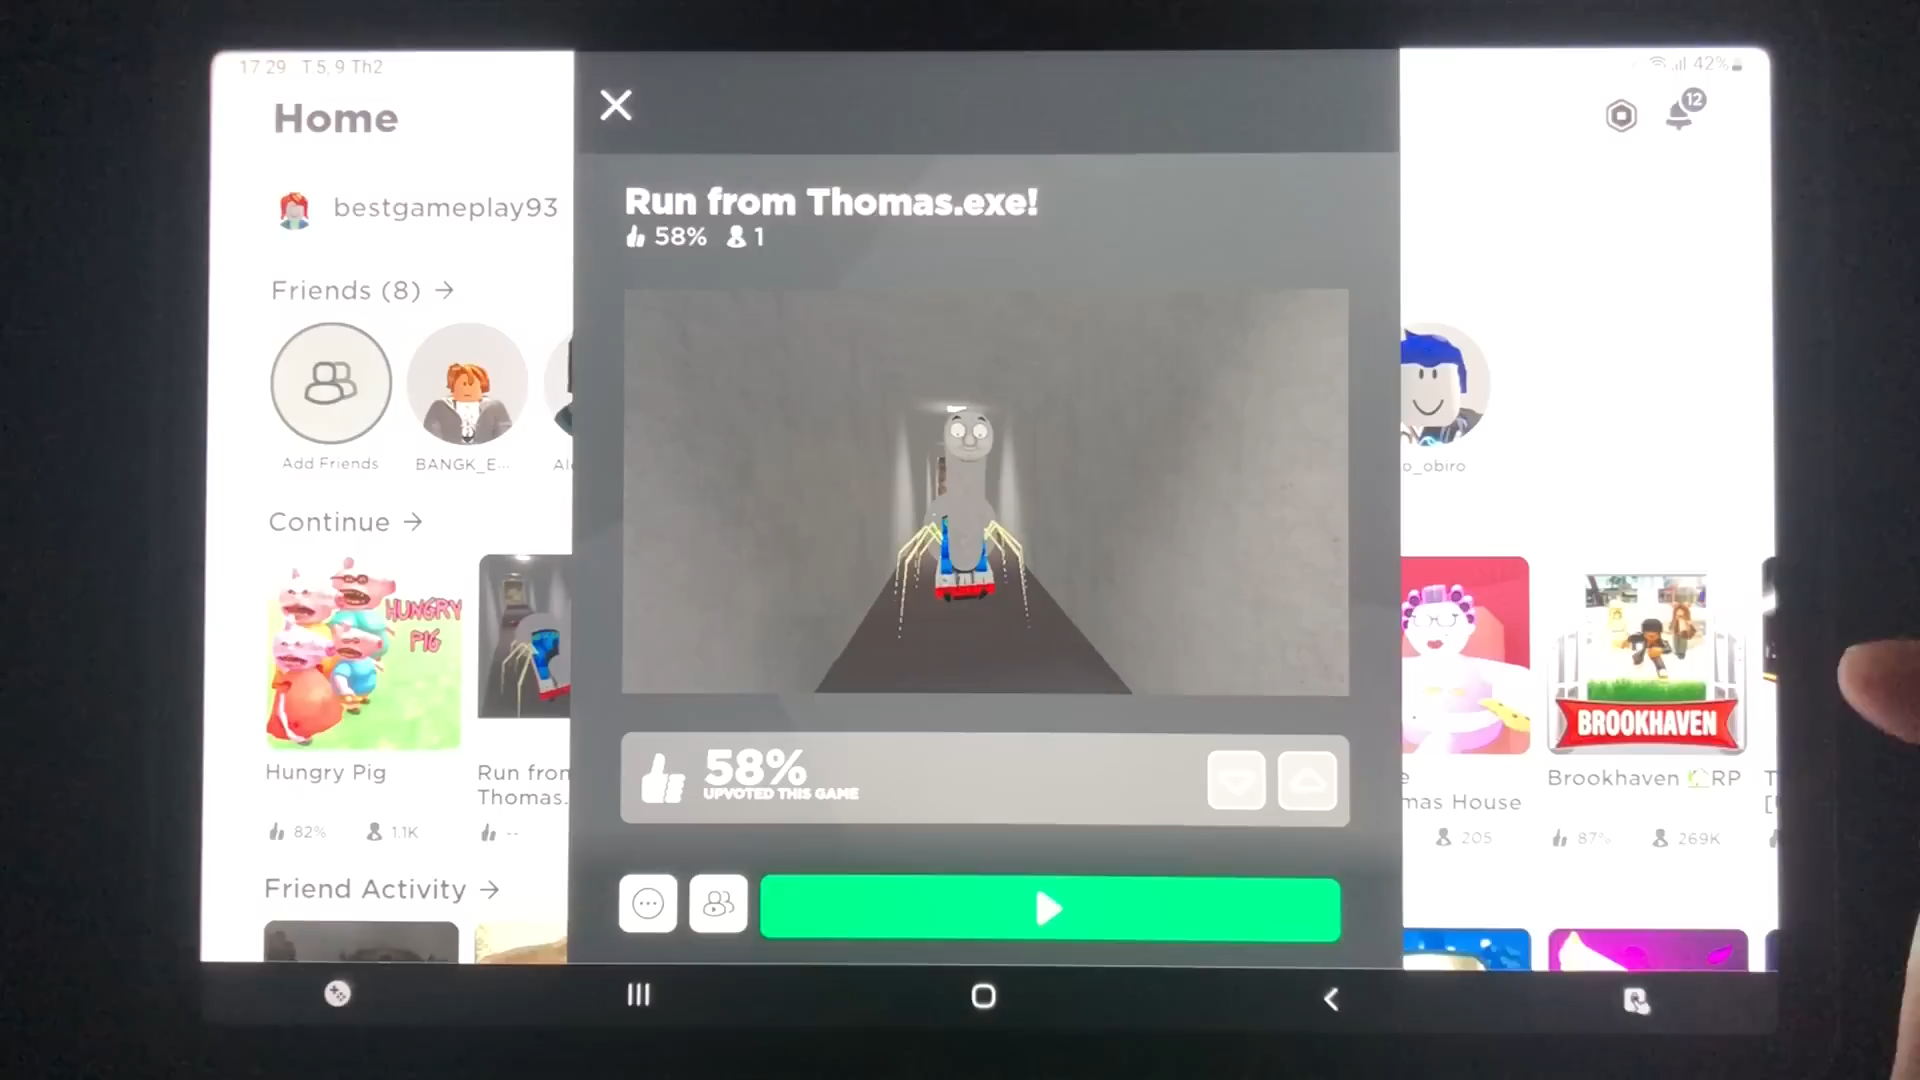 17 29 T 5, 9 Th2
42%
Home
12
bestgameplay93
Run from Thomas.exe!
58% 1
Friends (8) →
Add Friends
BANGK_E...
o_obiro
Continue →
HUNGRY
PIG
BROOKHAVEN
Hungry Pig
82% 1.1K
Run from
Thomas.
--
58%
UPVOTED THIS GAME
mas House
205
Brookhaven 🏡RP
87% 269K
Friend Activity →